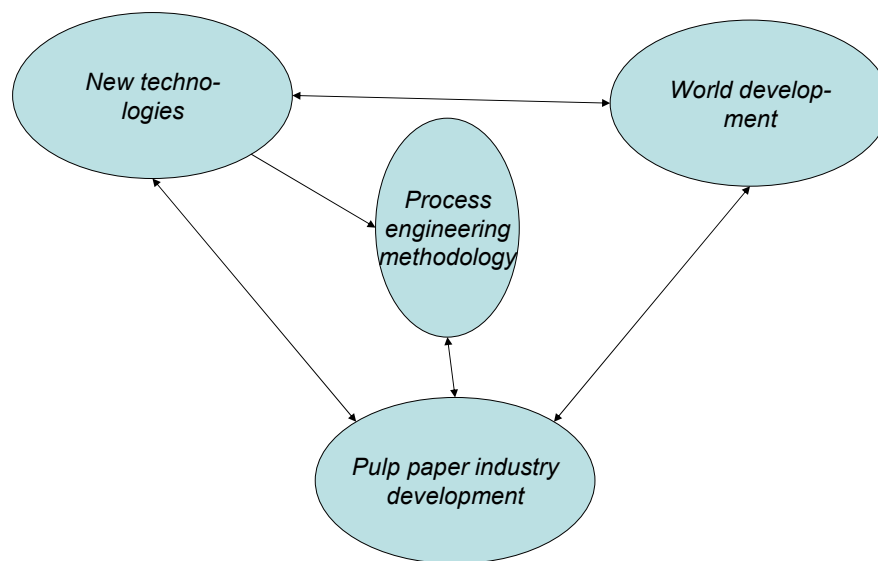 New techno-
logies
World develop-
ment
Process
engineering
methodology
Pulp paper industry
development